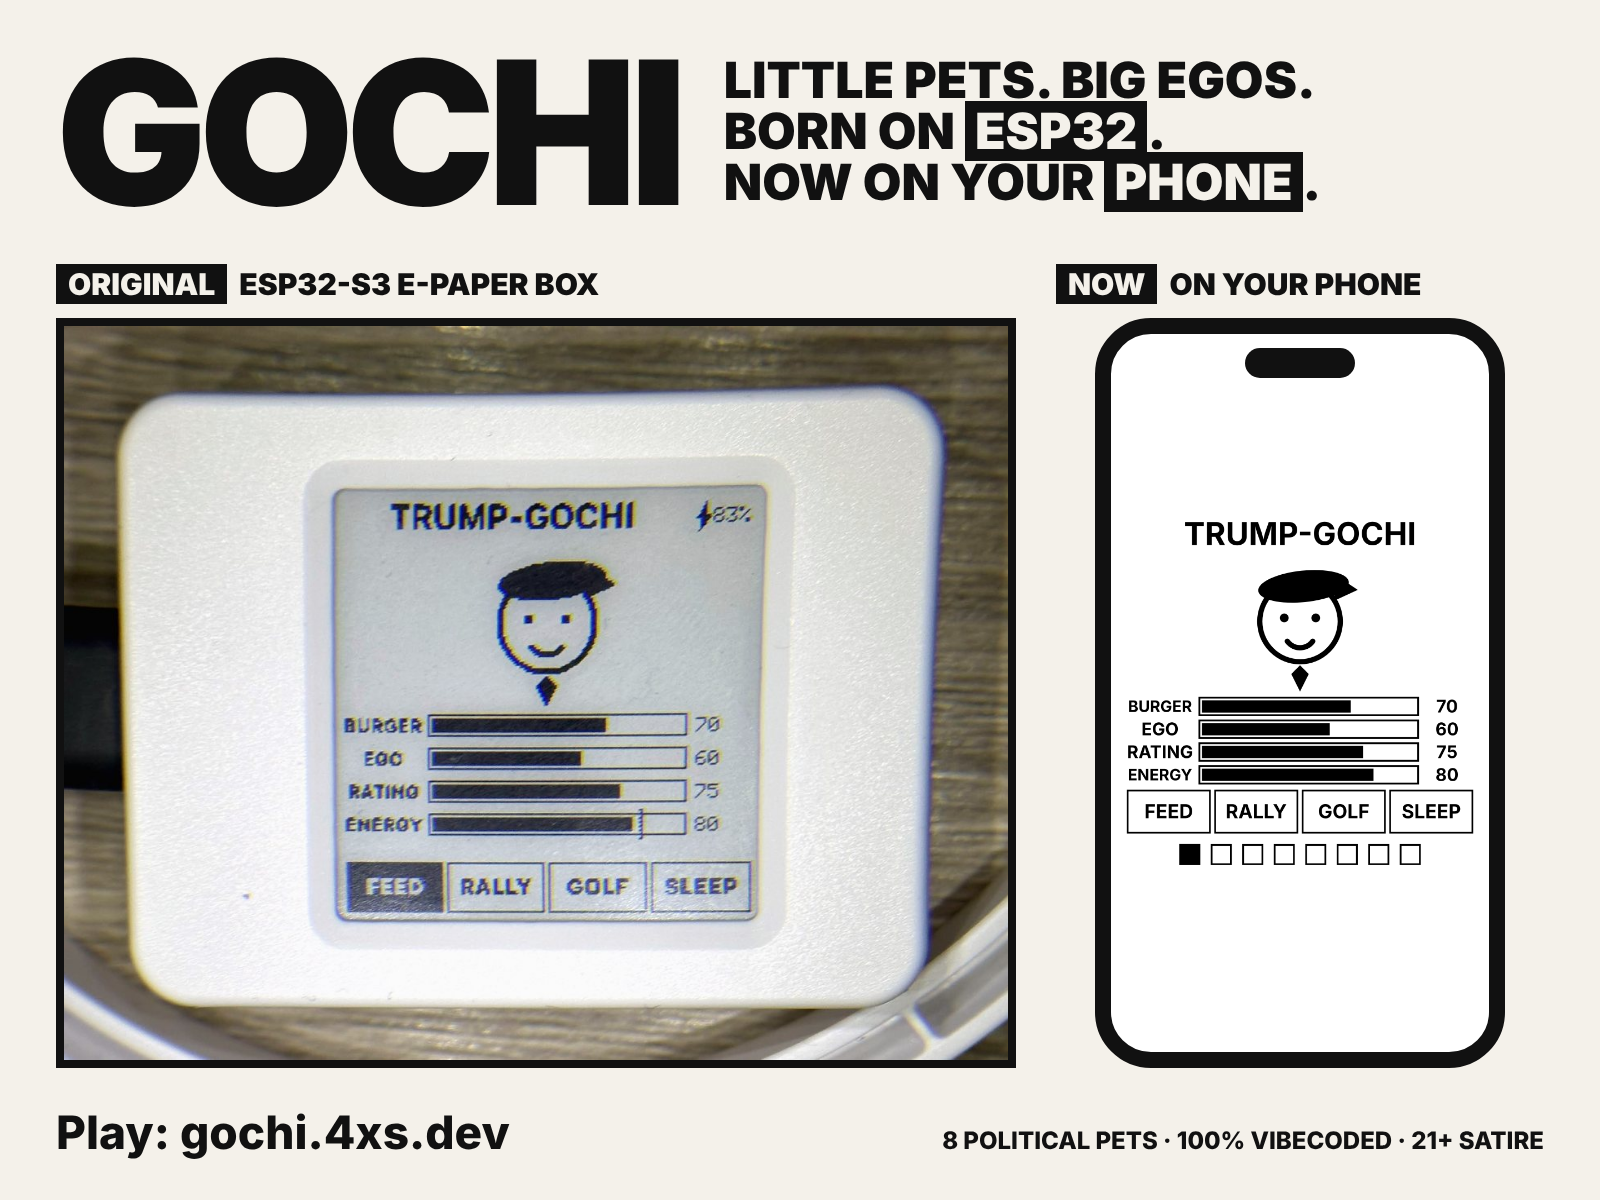 GOCHI
LITTLE PETS. BIG EGOS.
BORN ON ESP32.
NOW ON YOUR PHONE.
ORIGINAL ESP32-S3 E-PAPER BOX
TRUMP-GOCHI 83%
BURGER 70
EGO 60
RATING 75
ENERGY 80
FEED RALLY GOLF SLEEP
NOW ON YOUR PHONE
TRUMP-GOCHI
BURGER 70
EGO 60
RATING 75
ENERGY 80
FEED RALLY GOLF SLEEP
Play: gochi.4xs.dev
8 POLITICAL PETS · 100% VIBECODED · 21+ SATIRE